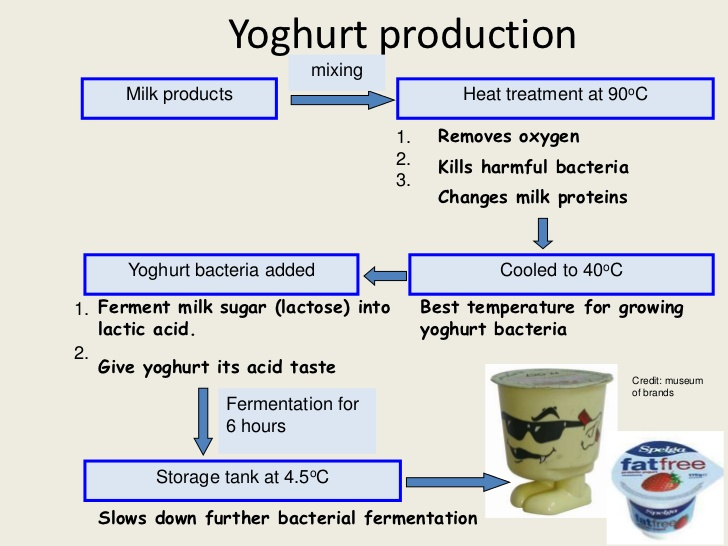 Yoghurt production
mixing
Milk products
Heat treatment at 90oC
1. Removes oxygen
2. Kills harmful bacteria
3. Changes milk proteins
Cooled to 40oC
Best temperature for growing
yoghurt bacteria
Yoghurt bacteria added
1. Ferment milk sugar (lactose) into
lactic acid.
2. Give yoghurt its acid taste
Fermentation for
6 hours
Storage tank at 4.5oC
Slows down further bacterial fermentation
Credit: museum
of brands
Spelga
fatfree
Spelga
fatfree